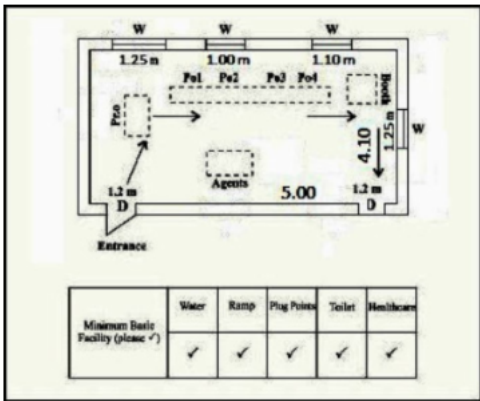 W W W
1.25 m 1.00 m 1.10 m
Po1 Po2 Po3 Po4
Booth
Pr.o
4.10
1.25 m
W
Agents
1.2 m
D
5.00
1.2 m
D
Entrance
Minimum Basic
Facility (please ✓)
Water Ramp Plug Points Toilet Healthcare
✓ ✓ ✓ ✓ ✓